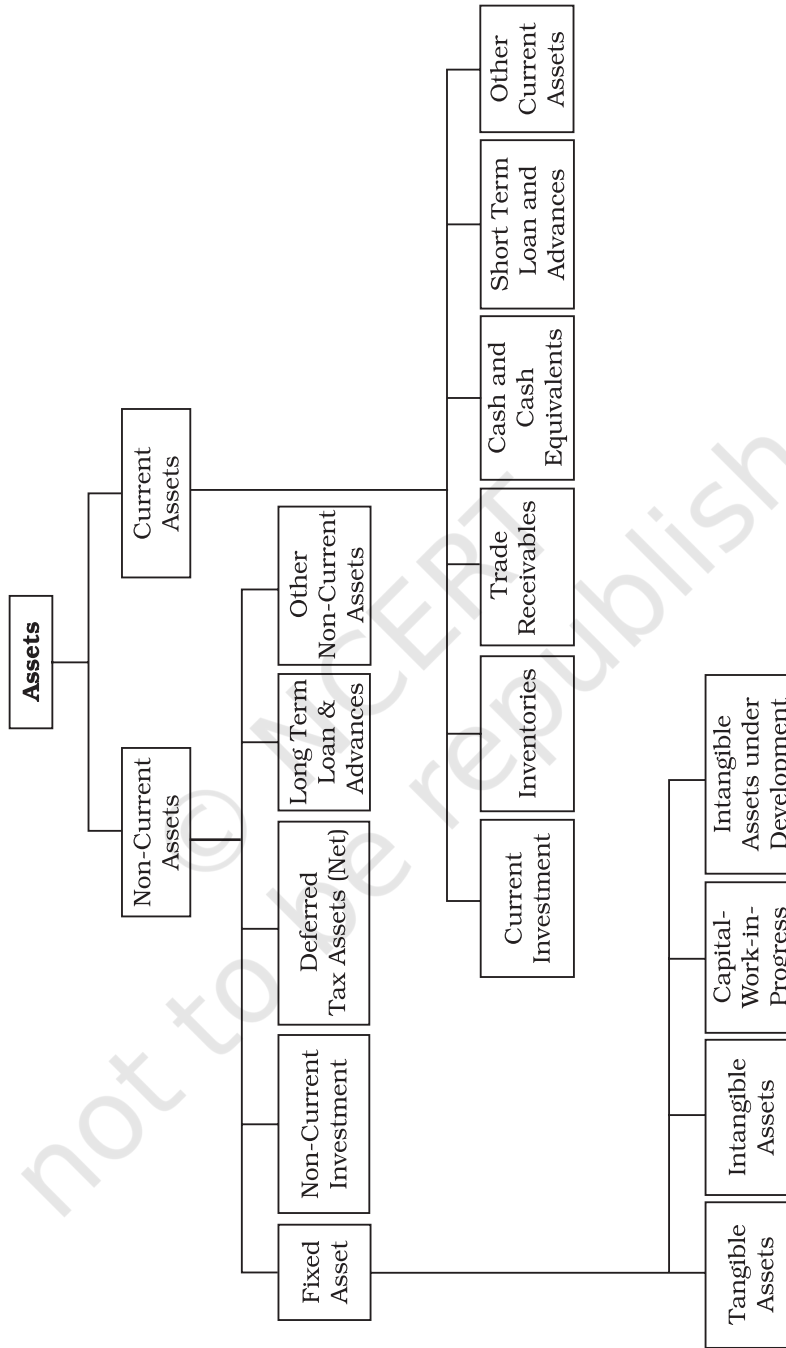 Assets
Non-Current
Assets
Current
Assets
Fixed
Asset
Non-Current
Investment
Deferred
Tax Assets (Net)
Long Term
Loan &
Advances
Other
Non-Current
Assets
Current
Investment
Inventories
Trade
Receivables
Cash and
Cash
Equivalents
Short Term
Loan and
Advances
Other
Current
Assets
Tangible
Assets
Intangible
Assets
Capital-
Work-in-
Progress
Intangible
Assets under
Development
© NCERT
not to be republish